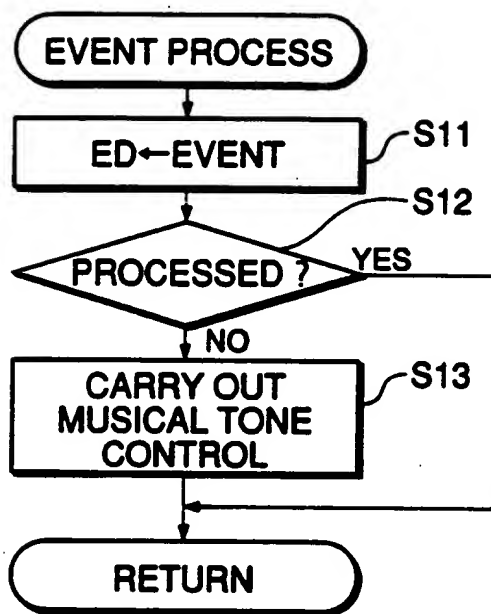 EVENT PROCESS
ED←EVENT
S11
S12
PROCESSED ?
YES
NO
CARRY OUT
MUSICAL TONE
CONTROL
S13
RETURN